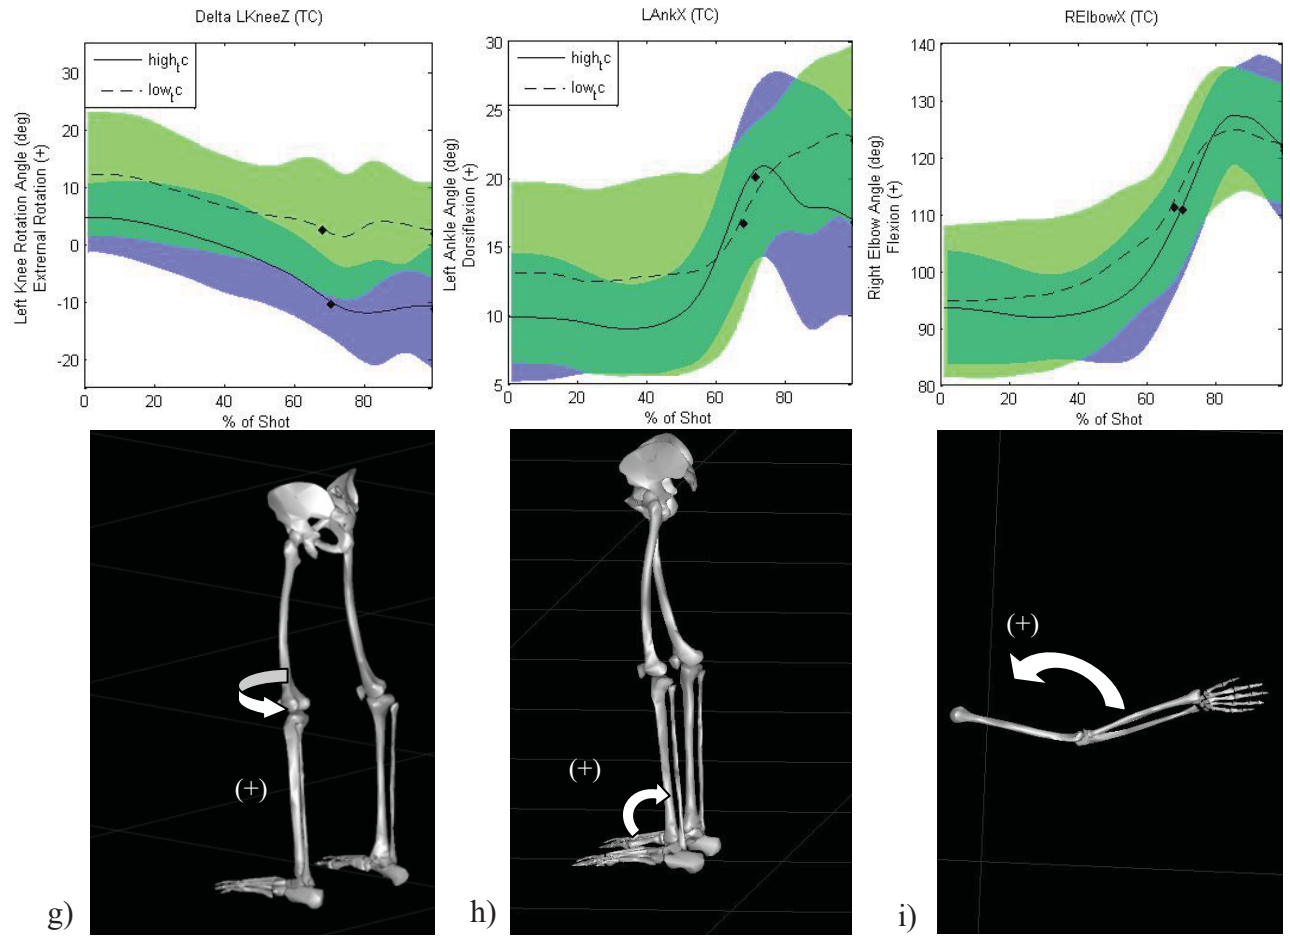 Delta LKneeZ (TC)
Left Knee Rotation Angle (deg)
Extremal Rotation (+)
30
20
10
0
-10
-20
high_tc
low_tc
0 20 40 60 80
% of Shot
LAnkX (TC)
Left Ankle Angle (deg)
Dorsiflexion (+)
30
25
20
15
10
5
high_tc
low_tc
0 20 40 60 80
% of Shot
RElbowX (TC)
Right Elbow Angle (deg)
Flexion (+)
140
130
120
110
100
90
80
0 20 40 60 80
% of Shot
(+)
g)
(+)
h)
(+)
i)